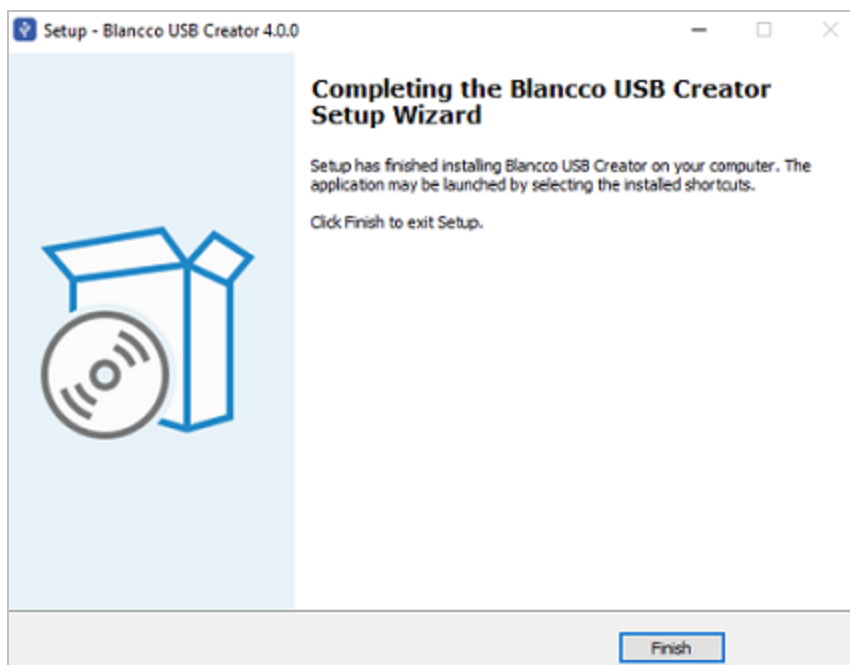 Setup - Blancco USB Creator 4.0.0
Completing the Blancco USB Creator
Setup Wizard
Setup has finished installing Blancco USB Creator on your computer. The
application may be launched by selecting the installed shortcuts.
Click Finish to exit Setup.
Finish